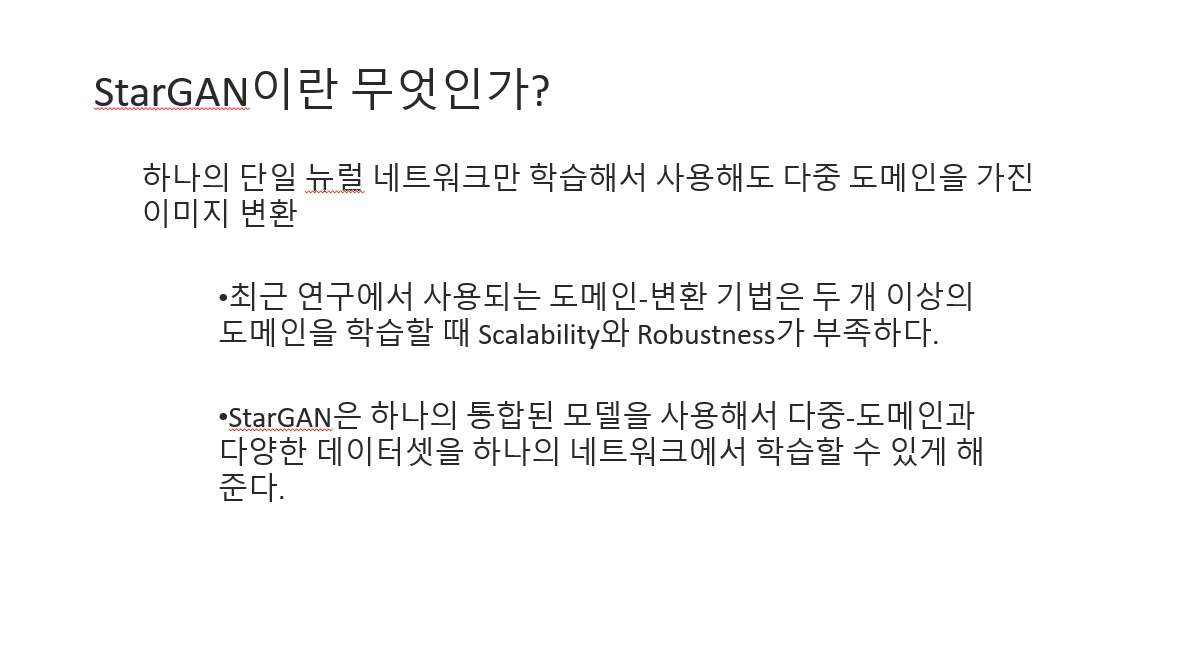 StarGAN이란 무엇인가?
하나의 단일 뉴럴 네트워크만 학습해서 사용해도 다중 도메인을 가진
이미지 변환
•최근 연구에서 사용되는 도메인-변환 기법은 두 개 이상의
도메인을 학습할 때 Scalability와 Robustness가 부족하다.
•StarGAN은 하나의 통합된 모델을 사용해서 다중-도메인과
다양한 데이터셋을 하나의 네트워크에서 학습할 수 있게 해
준다.